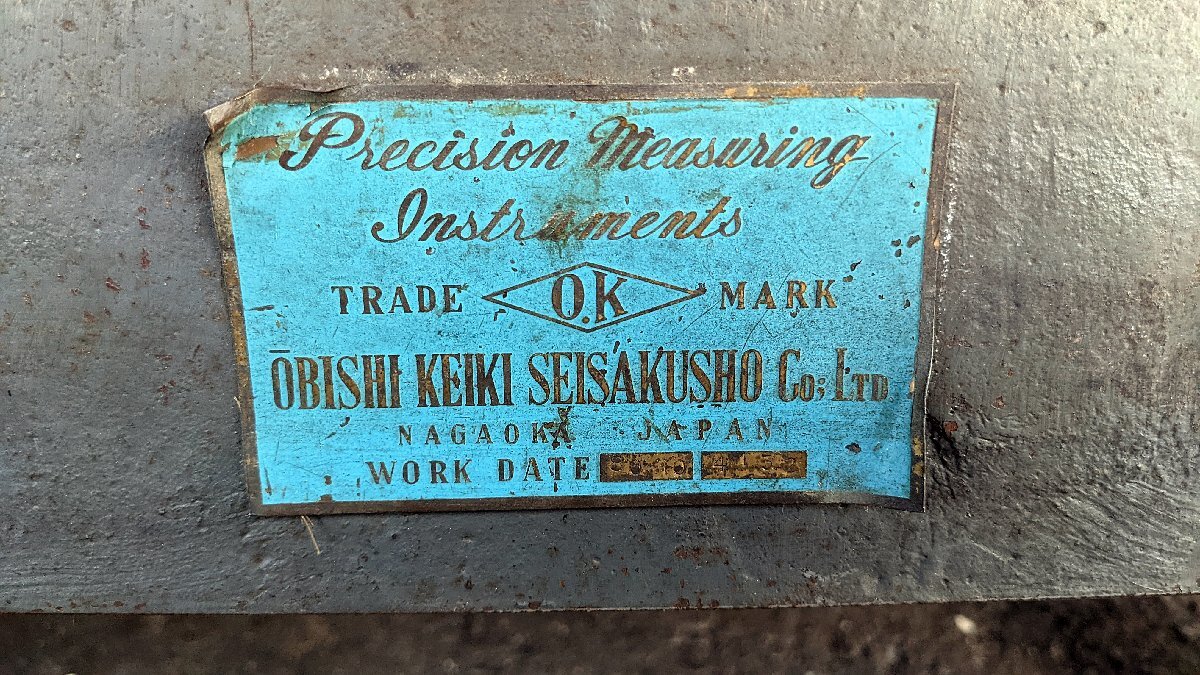 Precision Measuring
Instruments
TRADE O.K MARK
ŌBISHI KEIKI SEISAKUSHO Co; LTD
NAGAOKA JAPAN
WORK DATE